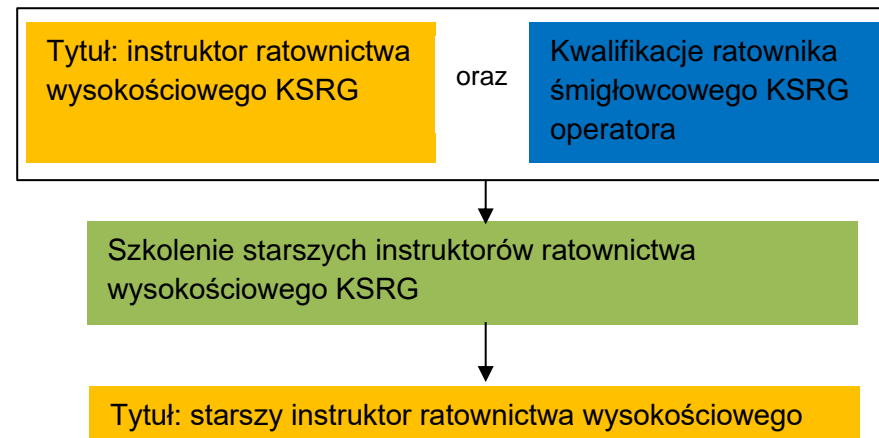 Tytuł: instruktor ratownictwa
wysokościowego KSRG
oraz
Kwalifikacje ratownika
śmigłowcowego KSRG
operatora
Szkolenie starszych instruktorów ratownictwa
wysokościowego KSRG
Tytuł: starszy instruktor ratownictwa wysokościowego